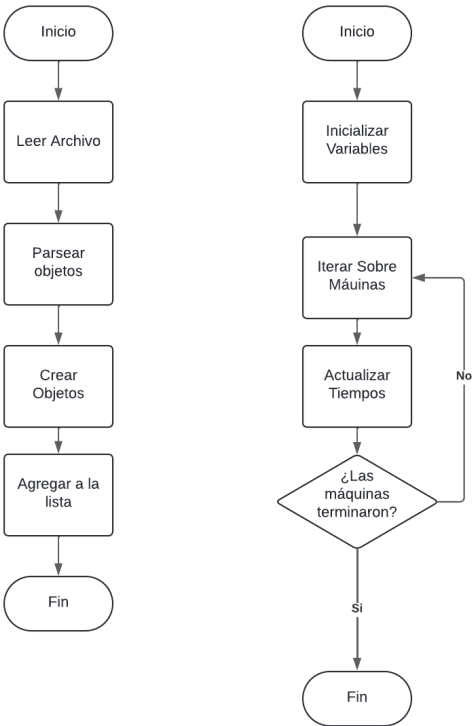 Inicio
Leer Archivo
Parsear
objetos
Crear
Objetos
Agregar a la
lista
Fin
Inicio
Inicializar
Variables
Iterar Sobre
Máuinas
Actualizar
Tiempos
¿Las
máquinas
terminaron?
No
Si
Fin